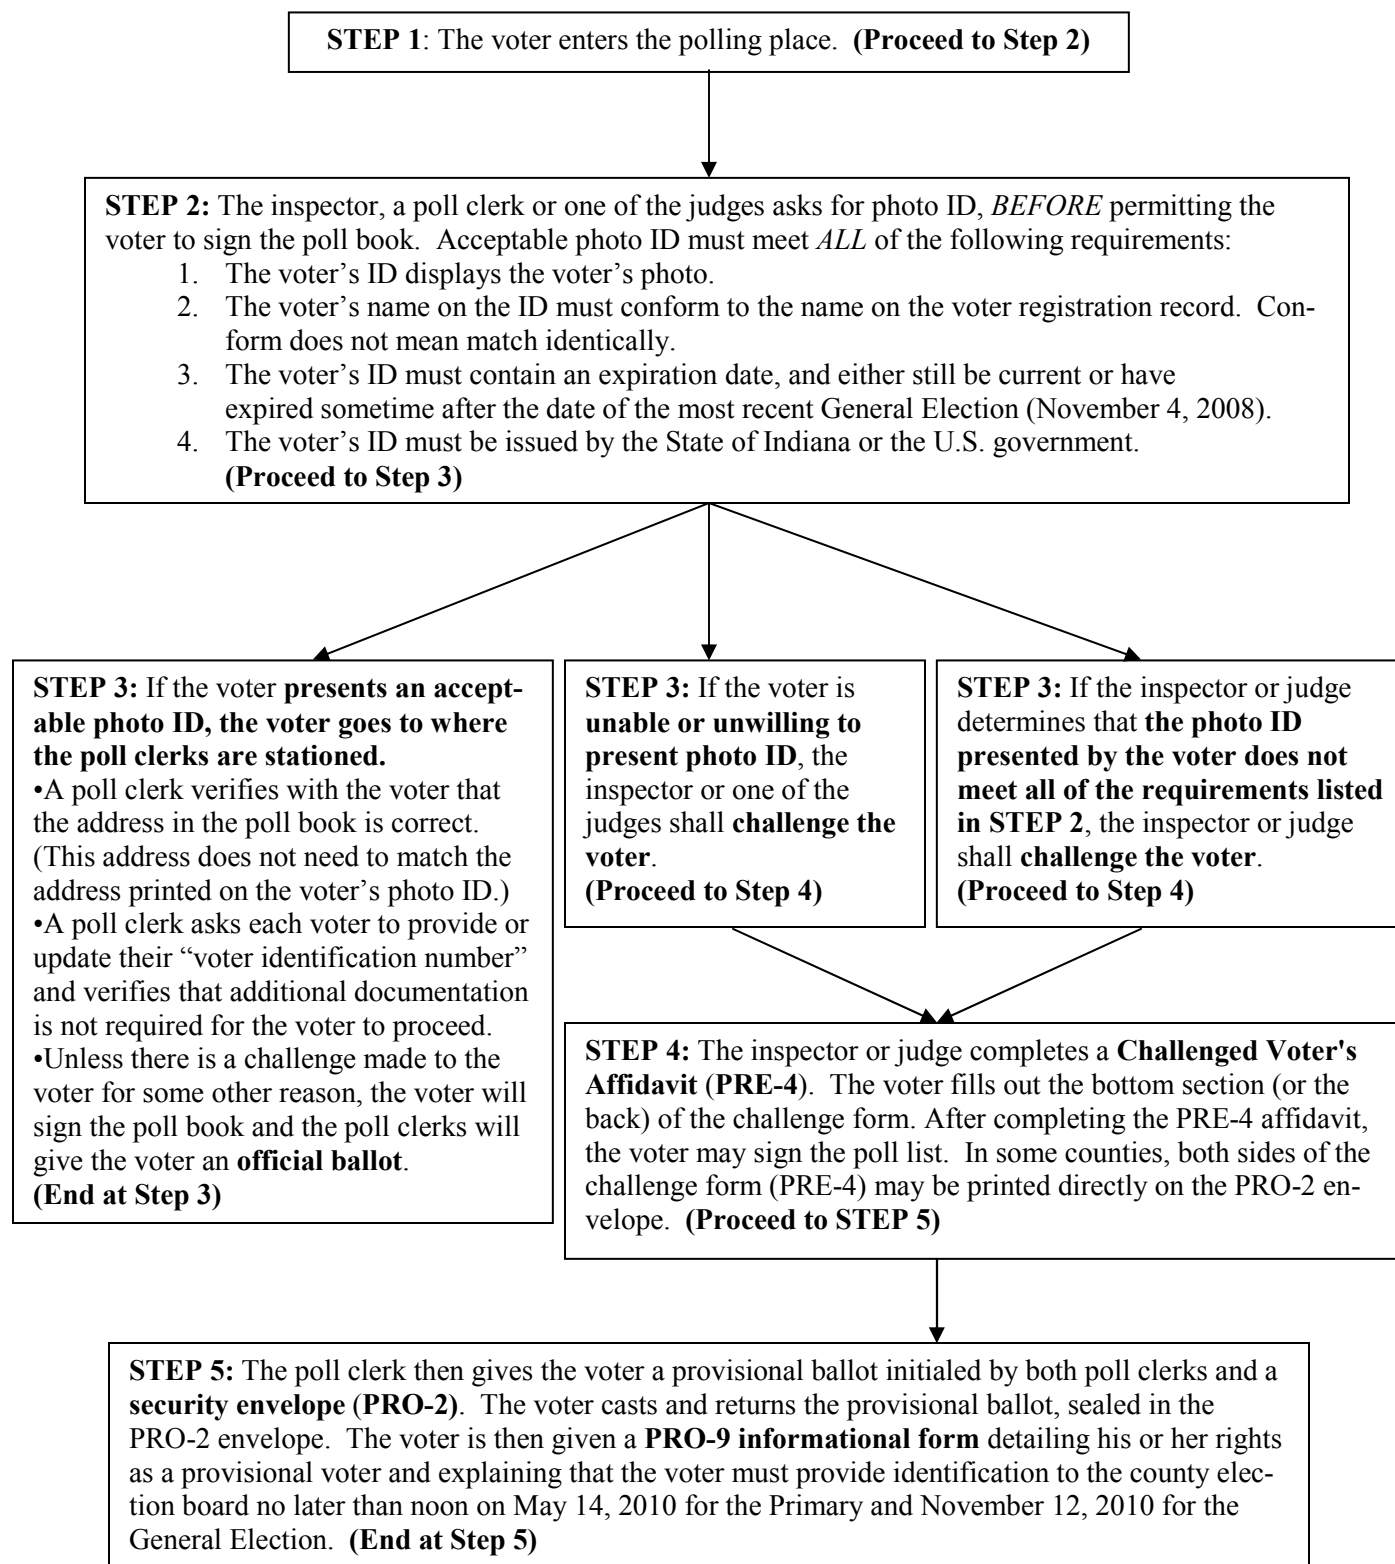 STEP 1: The voter enters the polling place. (Proceed to Step 2)
STEP 2: The inspector, a poll clerk or one of the judges asks for photo ID, BEFORE permitting the
voter to sign the poll book. Acceptable photo ID must meet ALL of the following requirements:
1. The voter’s ID displays the voter’s photo.
2. The voter’s name on the ID must conform to the name on the voter registration record. Con-
form does not mean match identically.
3. The voter’s ID must contain an expiration date, and either still be current or have
expired sometime after the date of the most recent General Election (November 4, 2008).
4. The voter’s ID must be issued by the State of Indiana or the U.S. government.
(Proceed to Step 3)
STEP 3: If the voter presents an accept-
able photo ID, the voter goes to where
the poll clerks are stationed.
•A poll clerk verifies with the voter that
the address in the poll book is correct.
(This address does not need to match the
address printed on the voter’s photo ID.)
•A poll clerk asks each voter to provide or
update their “voter identification number”
and verifies that additional documentation
is not required for the voter to proceed.
•Unless there is a challenge made to the
voter for some other reason, the voter will
sign the poll book and the poll clerks will
give the voter an official ballot.
(End at Step 3)
STEP 3: If the voter is
unable or unwilling to
present photo ID, the
inspector or one of the
judges shall challenge the
voter.
(Proceed to Step 4)
STEP 3: If the inspector or judge
determines that the photo ID
presented by the voter does not
meet all of the requirements listed
in STEP 2, the inspector or judge
shall challenge the voter.
(Proceed to Step 4)
STEP 4: The inspector or judge completes a Challenged Voter's
Affidavit (PRE-4). The voter fills out the bottom section (or the
back) of the challenge form. After completing the PRE-4 affidavit,
the voter may sign the poll list. In some counties, both sides of the
challenge form (PRE-4) may be printed directly on the PRO-2 en-
velope. (Proceed to STEP 5)
STEP 5: The poll clerk then gives the voter a provisional ballot initialed by both poll clerks and a
security envelope (PRO-2). The voter casts and returns the provisional ballot, sealed in the
PRO-2 envelope. The voter is then given a PRO-9 informational form detailing his or her rights
as a provisional voter and explaining that the voter must provide identification to the county elec-
tion board no later than noon on May 14, 2010 for the Primary and November 12, 2010 for the
General Election. (End at Step 5)